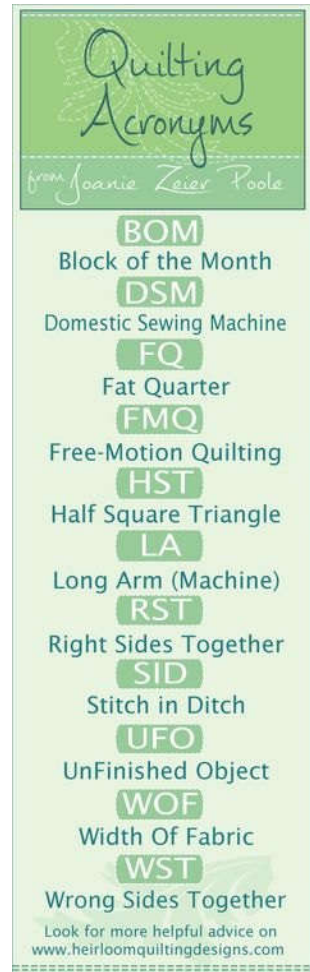 Quilting
Acronyms
from Joanie Zeier Poole
BOM
Block of the Month
DSM
Domestic Sewing Machine
FQ
Fat Quarter
FMQ
Free-Motion Quilting
HST
Half Square Triangle
LA
Long Arm (Machine)
RST
Right Sides Together
SID
Stitch in Ditch
UFO
UnFinished Object
WOF
Width Of Fabric
WST
Wrong Sides Together
Look for more helpful advice on
www.heirloomquiltingdesigns.com